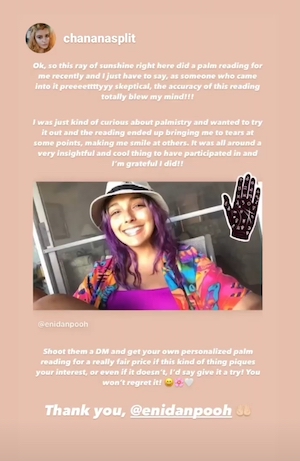 chananasplit
Ok, so this ray of sunshine right here did a palm reading for
me recently and I just have to say, as someone who came
into it preeeettttyyy skeptical, the accuracy of this reading
totally blew my mind!!!
I was just kind of curious about palmistry and wanted to try
it out and the reading ended up bringing me to tears at
some points, making me smile at others. It was all around a
very insightful and cool thing to have participated in and
I'm grateful I did!!
@enidanpooh
Shoot them a DM and get your own personalized palm
reading for a really fair price if this kind of thing piques
your interest, or even if it doesn't, I'd say give it a try! You
won't regret it! 😄🌸🤍
Thank you, @enidanpooh 🙏🏼